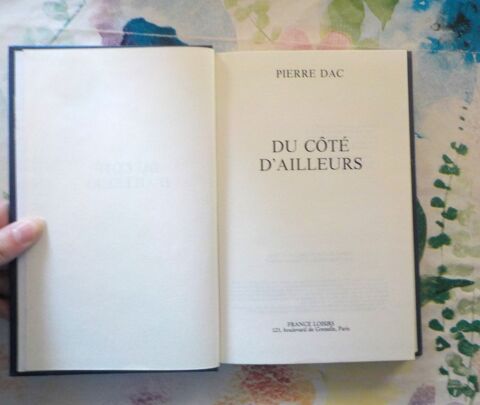 PIERRE DAC
DU CÔTÉ
D'AILLEURS
FRANCE LOISIRS
123, boulevard de Grenelle, Paris